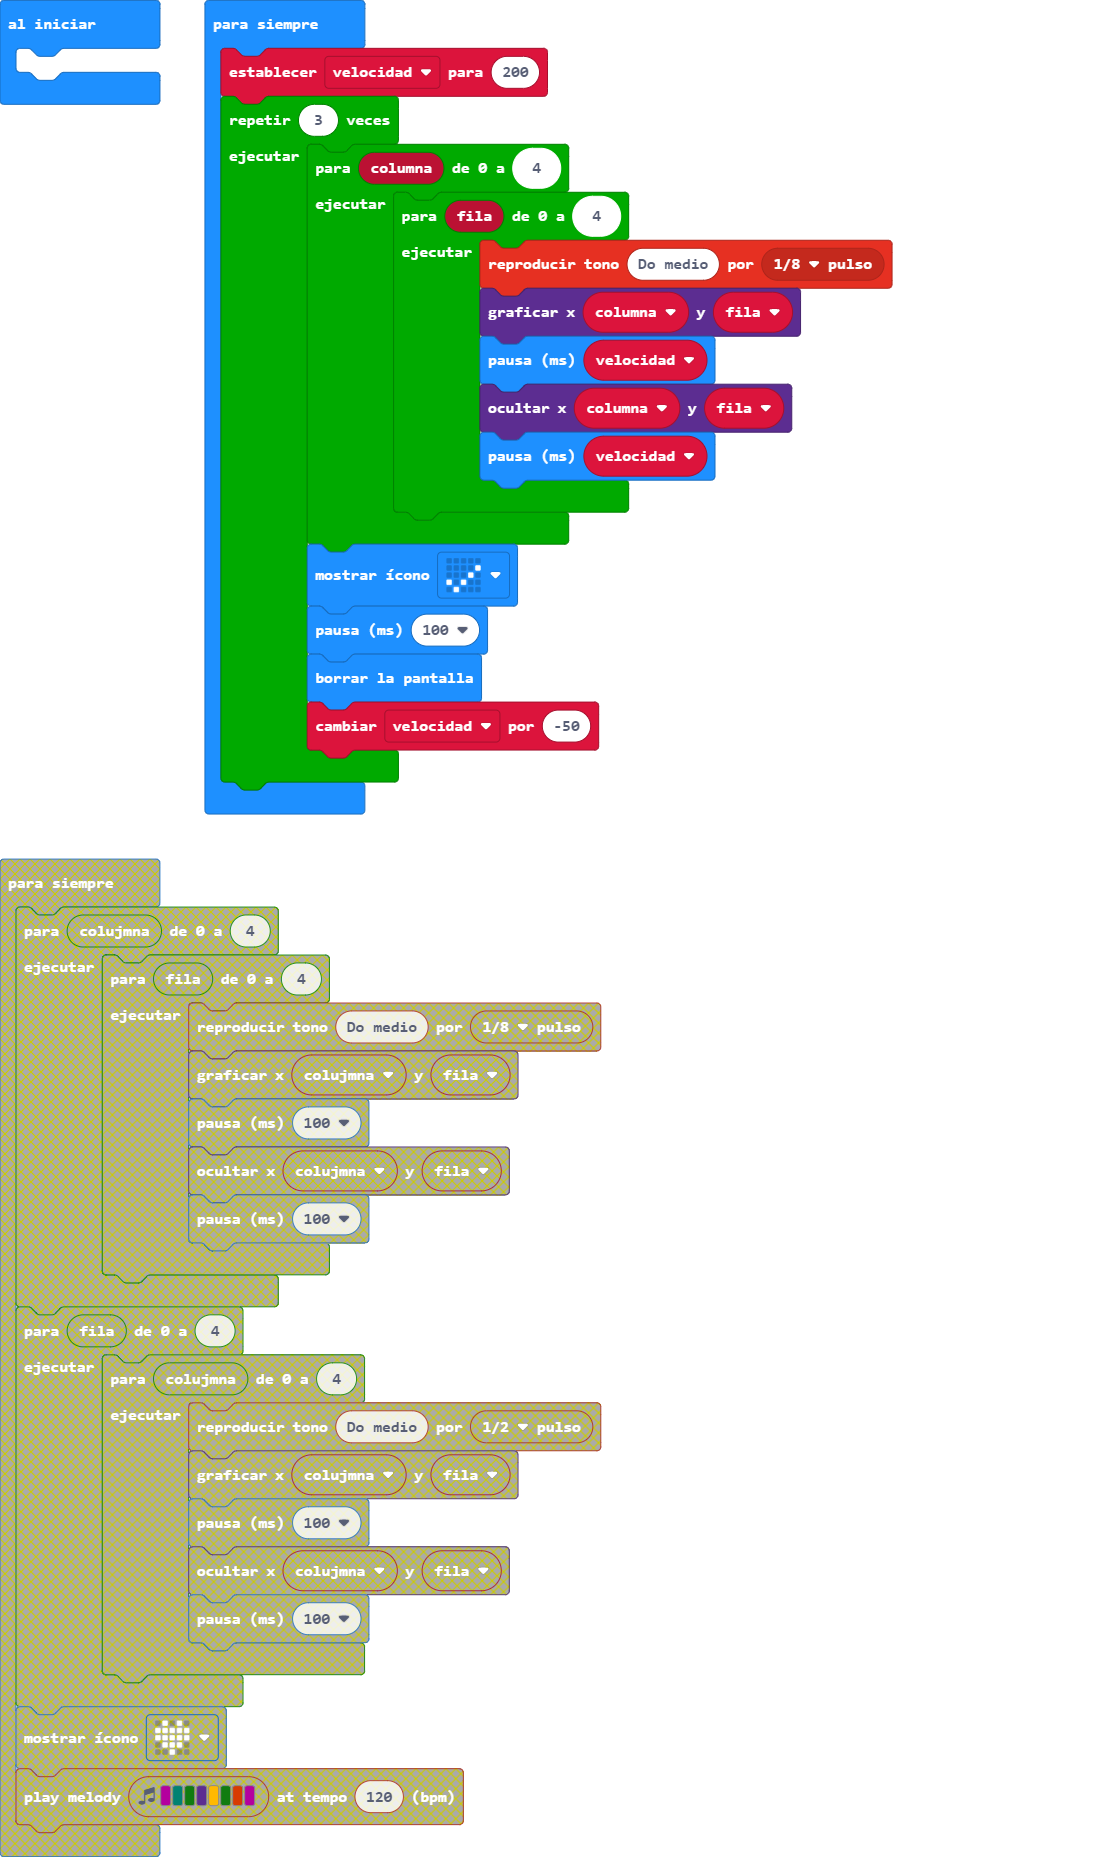 al iniciar
para siempre
establecer velocidad para 200
repetir 3 veces
ejecutar
para columna de 0 a 4
ejecutar
para fila de 0 a 4
ejecutar
reproducir tono Do medio por 1/8 pulso
graficar x columna y fila
pausa (ms) velocidad
ocultar x columna y fila
pausa (ms) velocidad
mostrar ícono
pausa (ms) 100
borrar la pantalla
cambiar velocidad por -50
para siempre
para colujmna de 0 a 4
ejecutar
para fila de 0 a 4
ejecutar
reproducir tono Do medio por 1/8 pulso
graficar x colujmna y fila
pausa (ms) 100
ocultar x colujmna y fila
pausa (ms) 100
para fila de 0 a 4
ejecutar
para colujmna de 0 a 4
ejecutar
reproducir tono Do medio por 1/2 pulso
graficar x colujmna y fila
pausa (ms) 100
ocultar x colujmna y fila
pausa (ms) 100
mostrar ícono
play melody at tempo 120 (bpm)